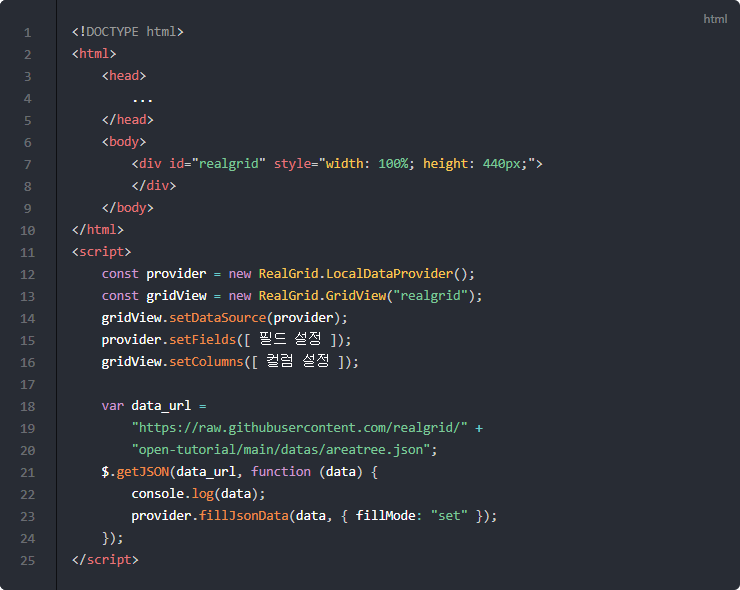 html
1 <!DOCTYPE html>
2 <html>
3     <head>
4         ...
5     </head>
6     <body>
7         <div id="realgrid" style="width: 100%; height: 440px;">
8         </div>
9     </body>
10 </html>
11 <script>
12     const provider = new RealGrid.LocalDataProvider();
13     const gridView = new RealGrid.GridView("realgrid");
14     gridView.setDataSource(provider);
15     provider.setFields([ 필드 설정 ]);
16     gridView.setColumns([ 컬럼 설정 ]);
17
18     var data_url =
19         "https://raw.githubusercontent.com/realgrid/" +
20         "open-tutorial/main/datas/areatree.json";
21     $.getJSON(data_url, function (data) {
22         console.log(data);
23         provider.fillJsonData(data, { fillMode: "set" });
24     });
25 </script>